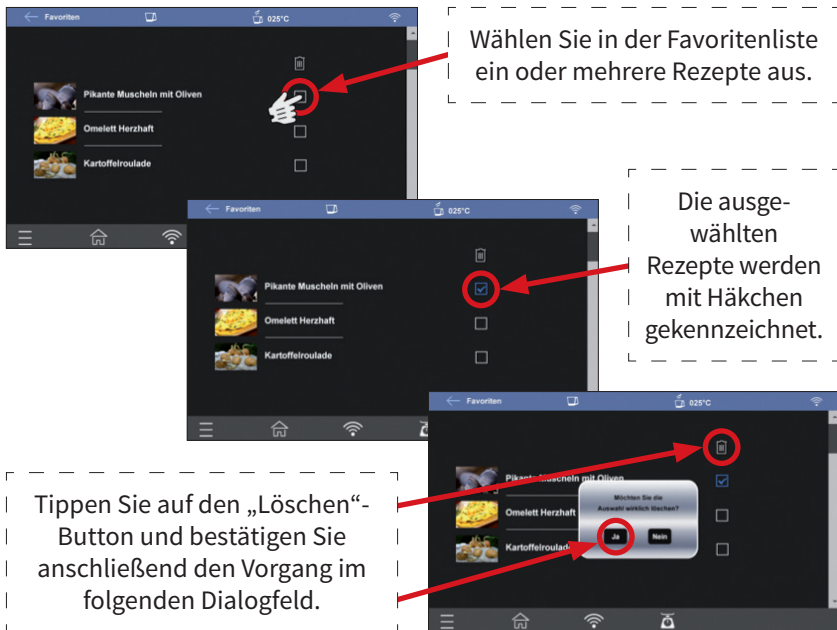 Favoriten
025°C
Pikante Muscheln mit Oliven
Omelett Herzhaft
Kartoffelroulade
Wählen Sie in der Favoritenliste
ein oder mehrere Rezepte aus.
Favoriten
025°C
Pikante Muscheln mit Oliven
Omelett Herzhaft
Kartoffelroulade
Die ausge-
wählten
Rezepte werden
mit Häkchen
gekennzeichnet.
Favoriten
025°C
Pikante Muscheln mit Oliven
Omelett Herzhaft
Kartoffelroulade
Möchten Sie die
Auswahl wirklich löschen?
Ja
Nein
Tippen Sie auf den „Löschen“-
Button und bestätigen Sie
anschließend den Vorgang im
folgenden Dialogfeld.